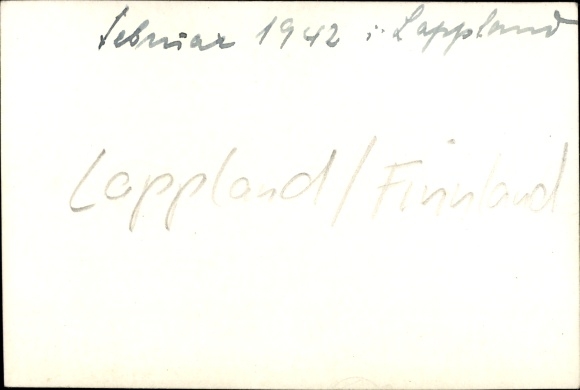 Februar 1942 i. Lappland
Lappland / Finnland